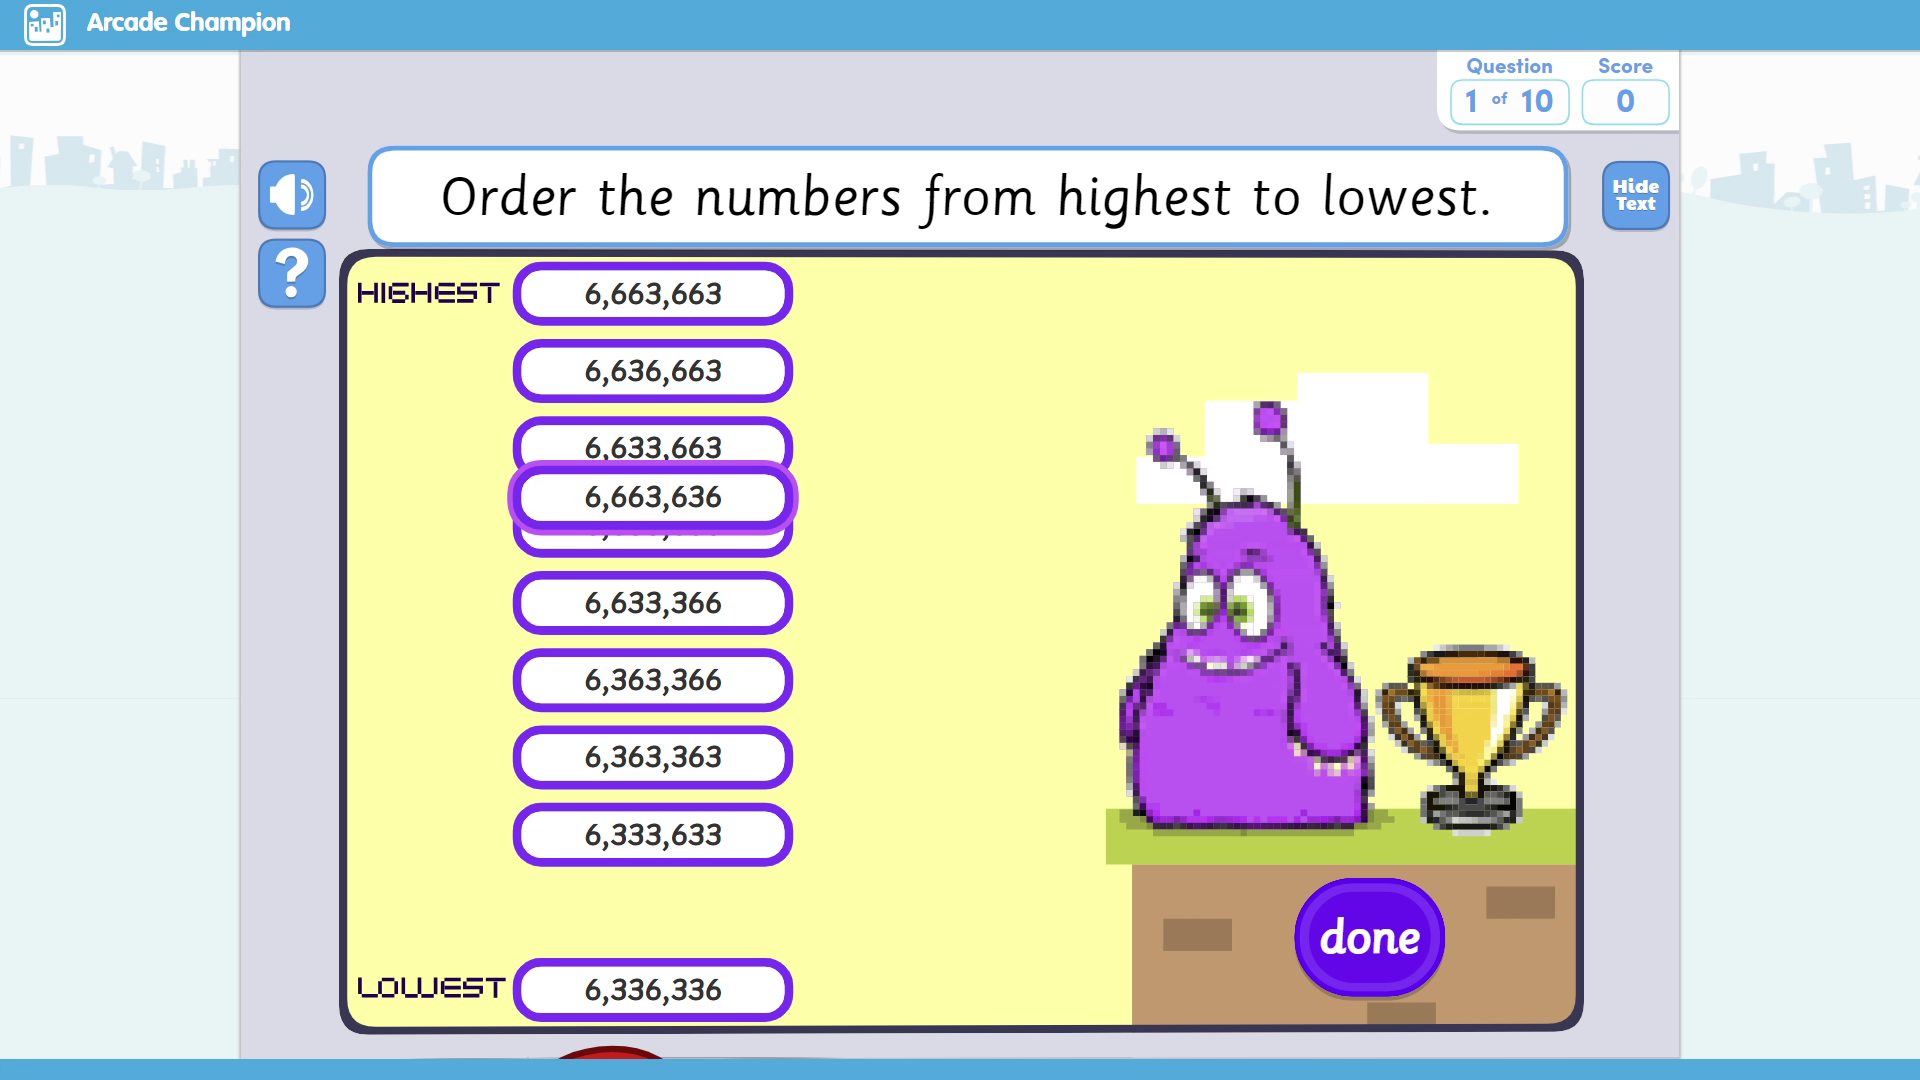 Arcade Champion
Question
Score
1 of 10
0
Order the numbers from highest to lowest.
Hide
Text
?
HIGHEST
6,663,663
6,636,663
6,633,663
6,663,636
6,633,366
6,363,366
6,363,363
6,333,633
done
LOWEST
6,336,336